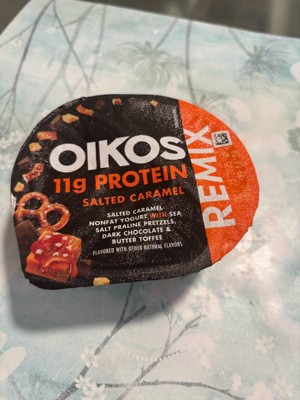 OIKOS
11g PROTEIN
SALTED CARAMEL
SALTED CARAMEL
NONFAT YOGURT WITH SEA
SALT PRALINE PRETZELS,
DARK CHOCOLATE &
BUTTER TOFFEE
FLAVORED WITH OTHER NATURAL FLAVORS
REMIX